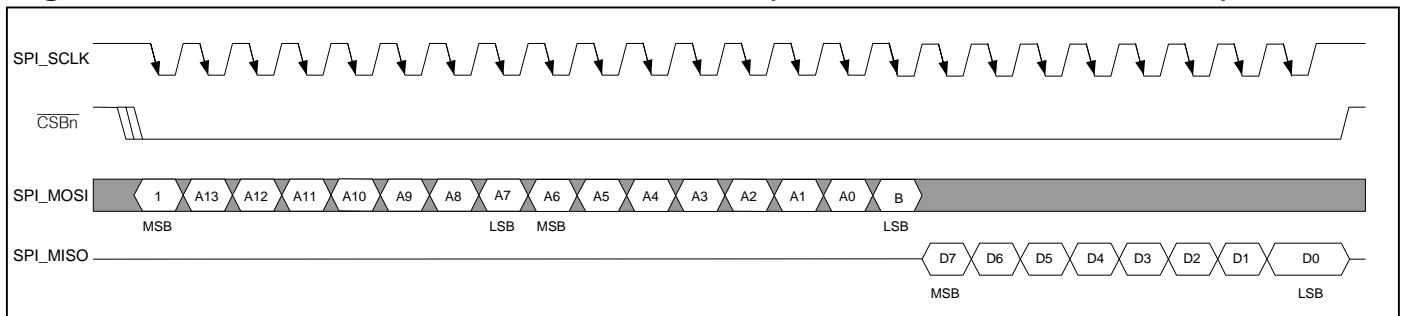 SPI_SCLK
CSBn
SPI_MOSI 1 A13 A12 A11 A10 A9 A8 A7 A6 A5 A4 A3 A2 A1 A0 B
MSB LSB MSB LSB
SPI_MISO D7 D6 D5 D4 D3 D2 D1 D0
MSB LSB